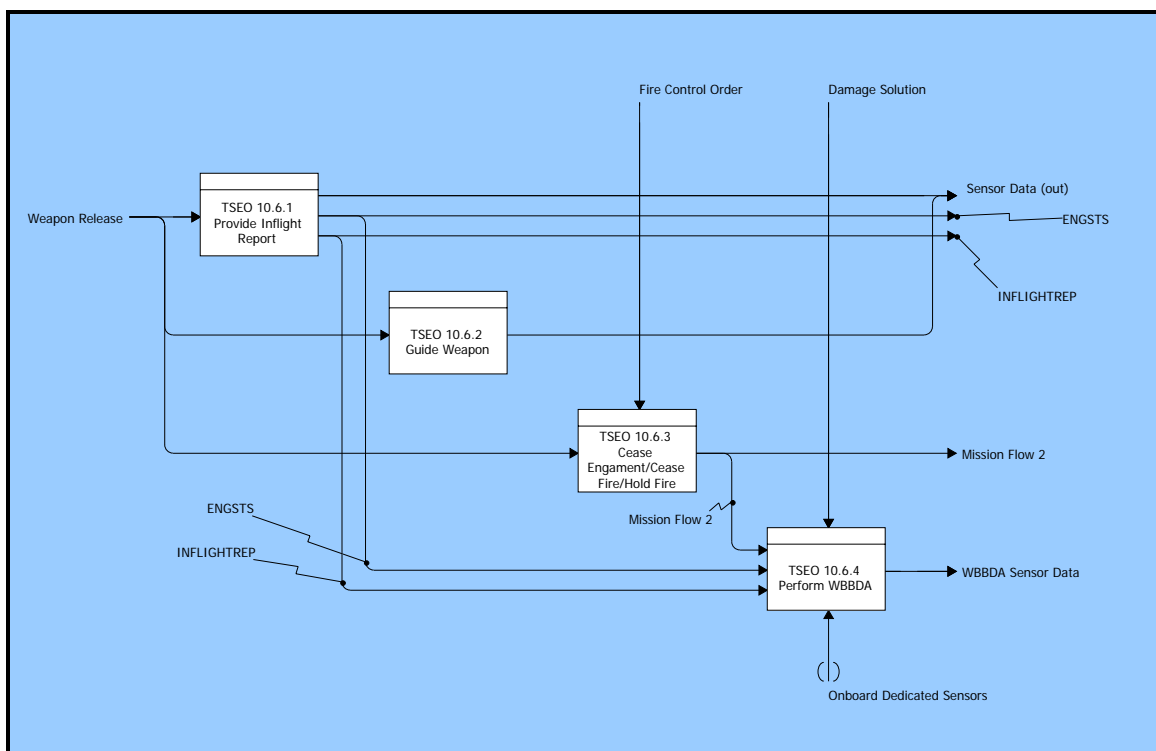 Fire Control Order
Damage Solution
TSEO 10.6.1
Provide Inflight
Report
Sensor Data (out)
Weapon Release
ENGSTS
INFLIGHTREP
TSEO 10.6.2
Guide Weapon
TSEO 10.6.3
Cease
Engament/Cease
Fire/Hold Fire
Mission Flow 2
ENGSTS
Mission Flow 2
INFLIGHTREP
TSEO 10.6.4
Perform WBBDA
WBBDA Sensor Data
Onboard Dedicated Sensors